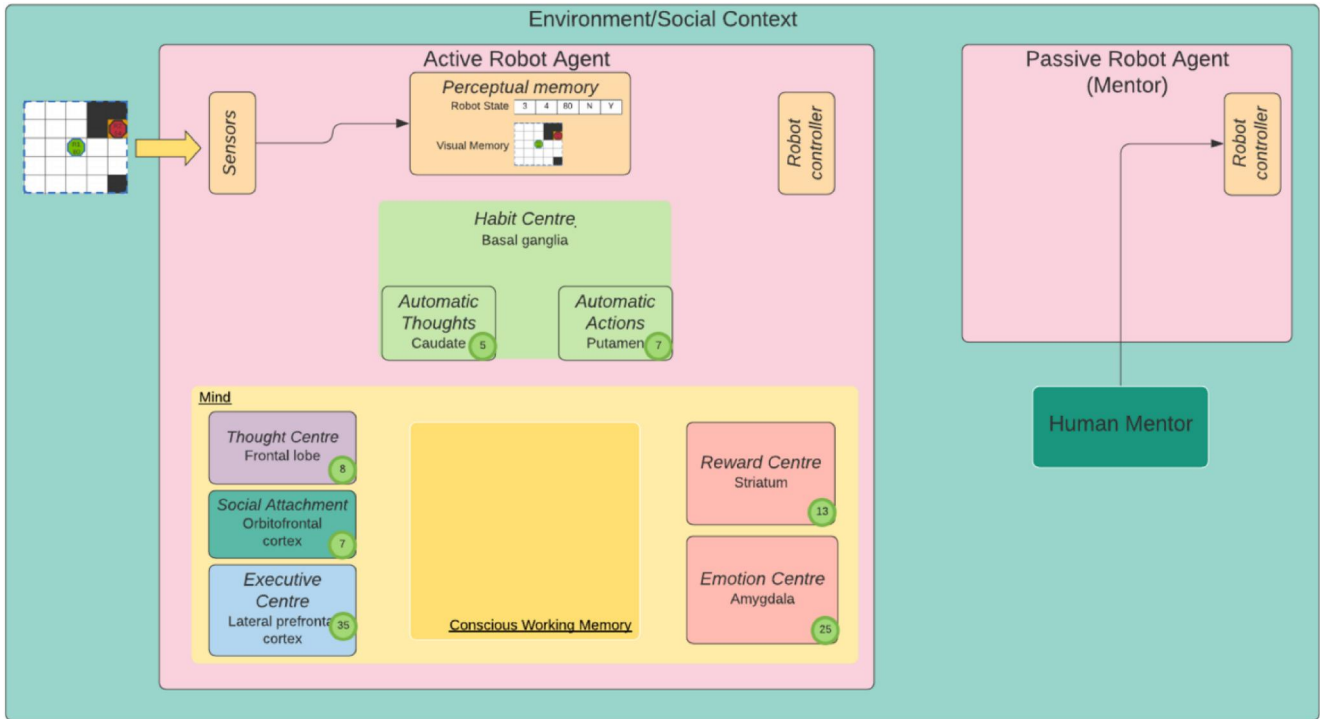 Environment/Social Context
Active Robot Agent
Sensors
Perceptual memory
Robot State 3 4 80 N Y
Visual Memory
Robot
controller
Habit Centre
Basal ganglia
Automatic
Thoughts
Caudate 5
Automatic
Actions
Putamen 7
Mind
Thought Centre
Frontal lobe
8
Social Attachment
Orbitofrontal
cortex
7
Executive
Centre
Lateral prefronta
35
cortex
Conscious Working Memory
Reward Centre
Striatum
13
Emotion Centre
Amygdala
25
Passive Robot Agent
(Mentor)
Robot
controller
Human Mentor